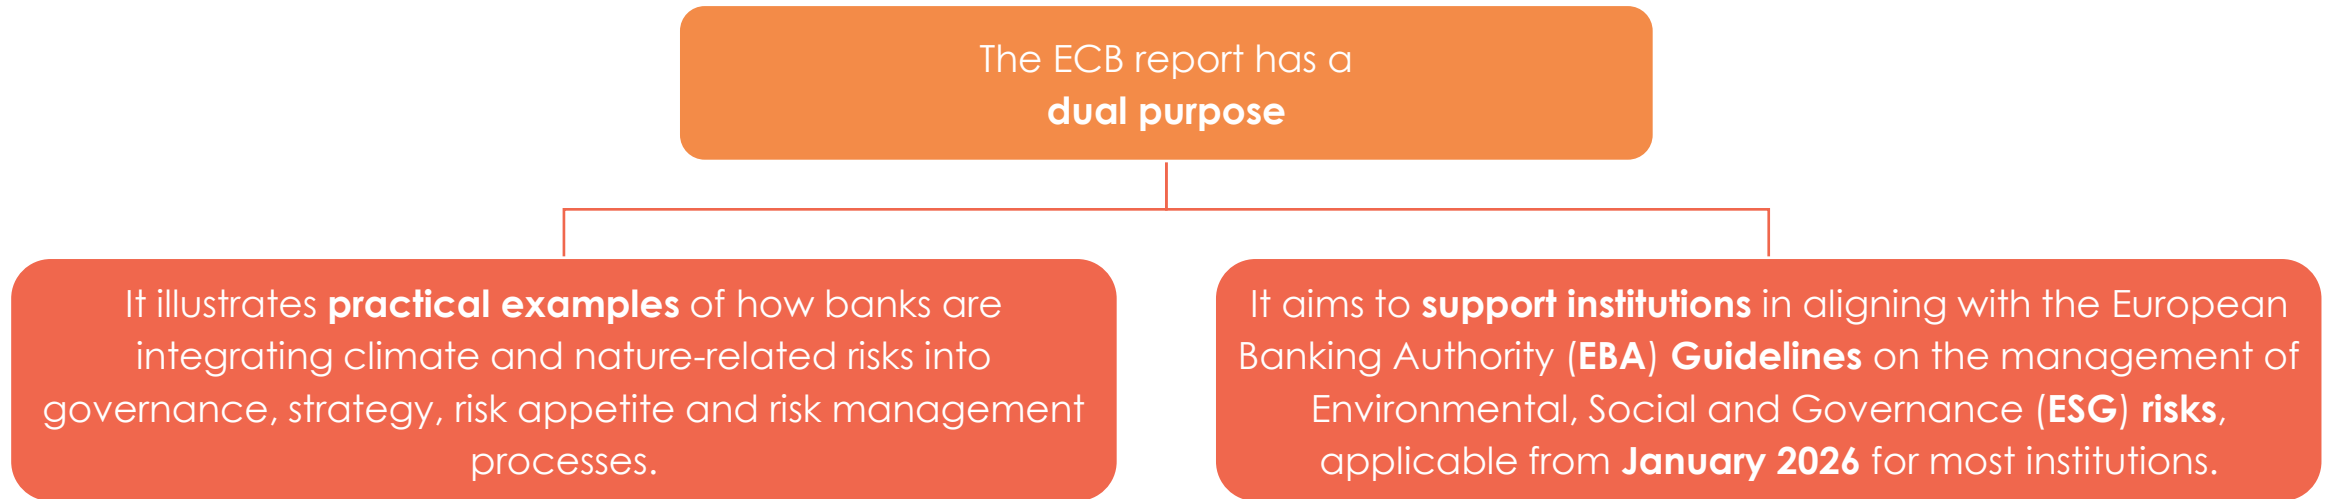 The ECB report has a
dual purpose
It illustrates practical examples of how banks are
integrating climate and nature-related risks into
governance, strategy, risk appetite and risk management
processes.
It aims to support institutions in aligning with the European
Banking Authority (EBA) Guidelines on the management of
Environmental, Social and Governance (ESG) risks,
applicable from January 2026 for most institutions.